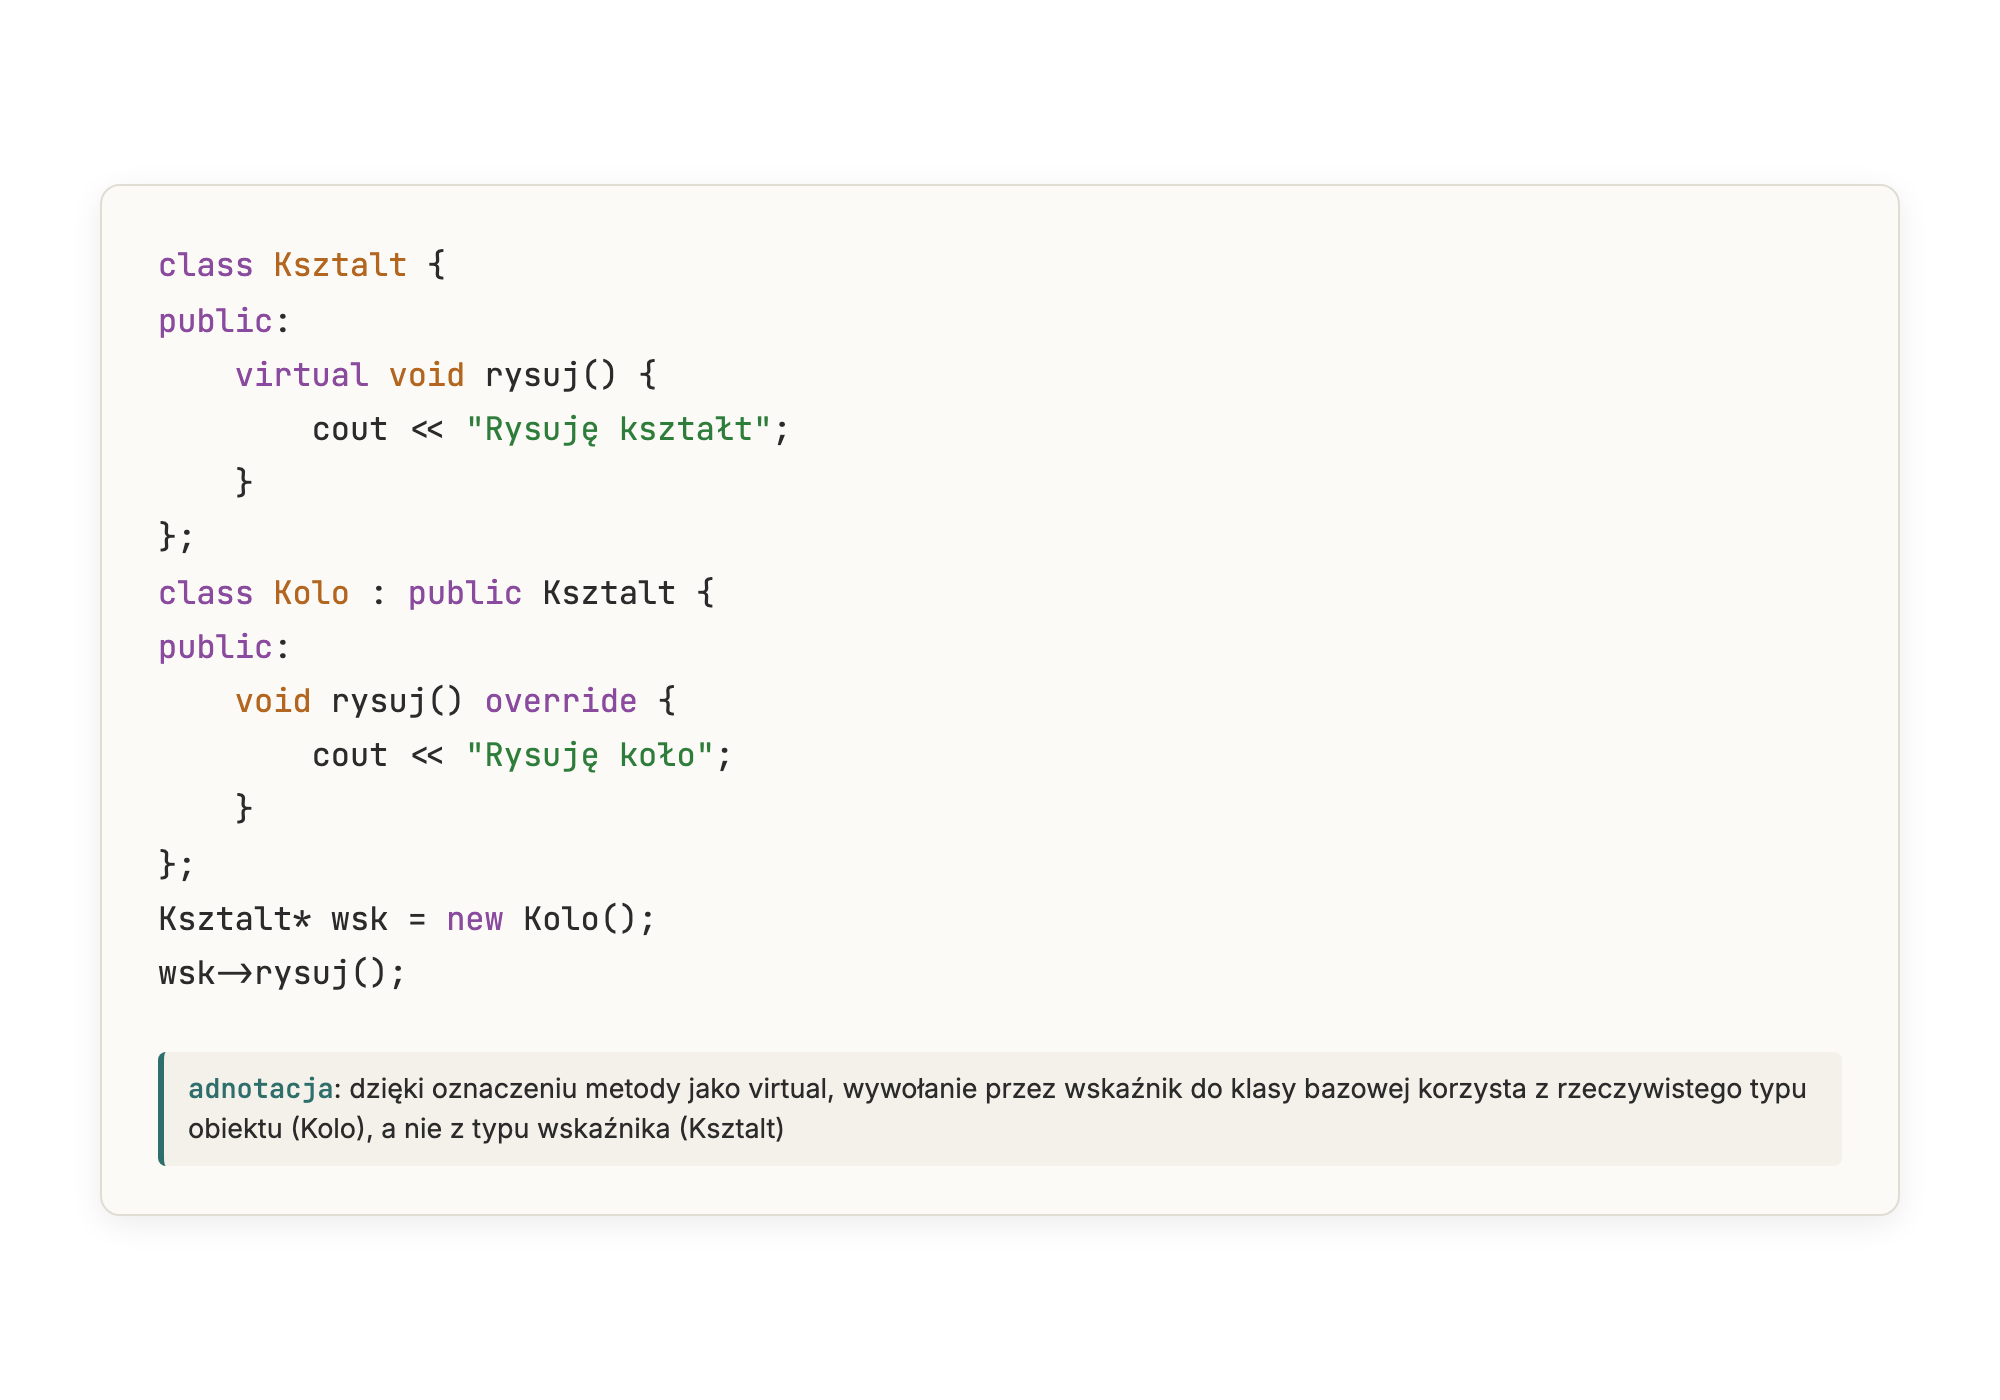 class Ksztalt {
public:
    virtual void rysuj() {
        cout << "Rysuję kształt";
    }
};
class Kolo : public Ksztalt {
public:
    void rysuj() override {
        cout << "Rysuję koło";
    }
};
Ksztalt* wsk = new Kolo();
wsk->rysuj();
adnotacja: dzięki oznaczeniu metody jako virtual, wywołanie przez wskaźnik do klasy bazowej korzysta z rzeczywistego typu
obiektu (Kolo), a nie z typu wskaźnika (Ksztalt)